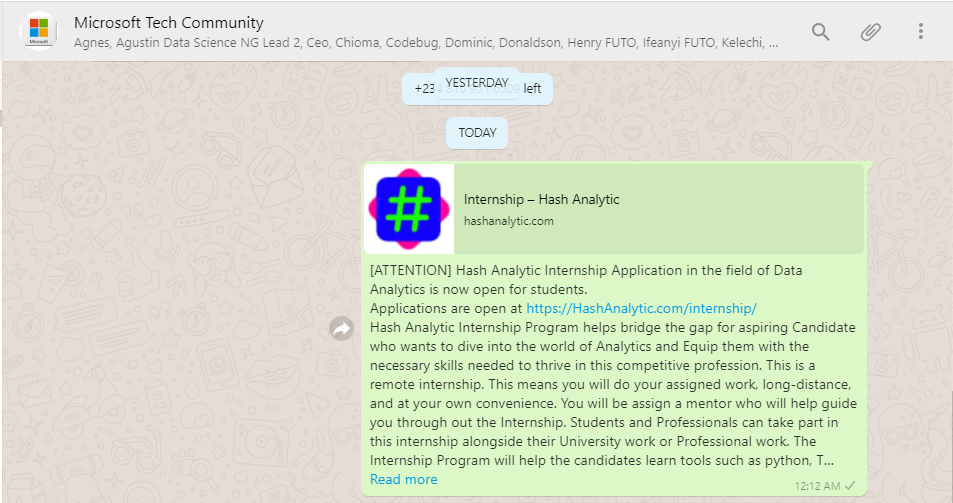 Microsoft Tech Community
Agnes, Agustin Data Science NG Lead 2, Ceo, Chioma, Codebug, Dominic, Donaldson, Henry FUTO, Ifeanyi FUTO, Kelechi, ...
YESTERDAY
+234 left
TODAY
Internship – Hash Analytic
hashanalytic.com
[ATTENTION] Hash Analytic Internship Application in the field of Data
Analytics is now open for students.
Applications are open at https://HashAnalytic.com/internship/
Hash Analytic Internship Program helps bridge the gap for aspiring Candidate
who wants to dive into the world of Analytics and Equip them with the
necessary skills needed to thrive in this competitive profession. This is a
remote internship. This means you will do your assigned work, long-distance,
and at your own convenience. You will be assign a mentor who will help guide
you through out the Internship. Students and Professionals can take part in
this internship alongside their University work or Professional work. The
Internship Program will help the candidates learn tools such as python, T...
Read more
12:12 AM